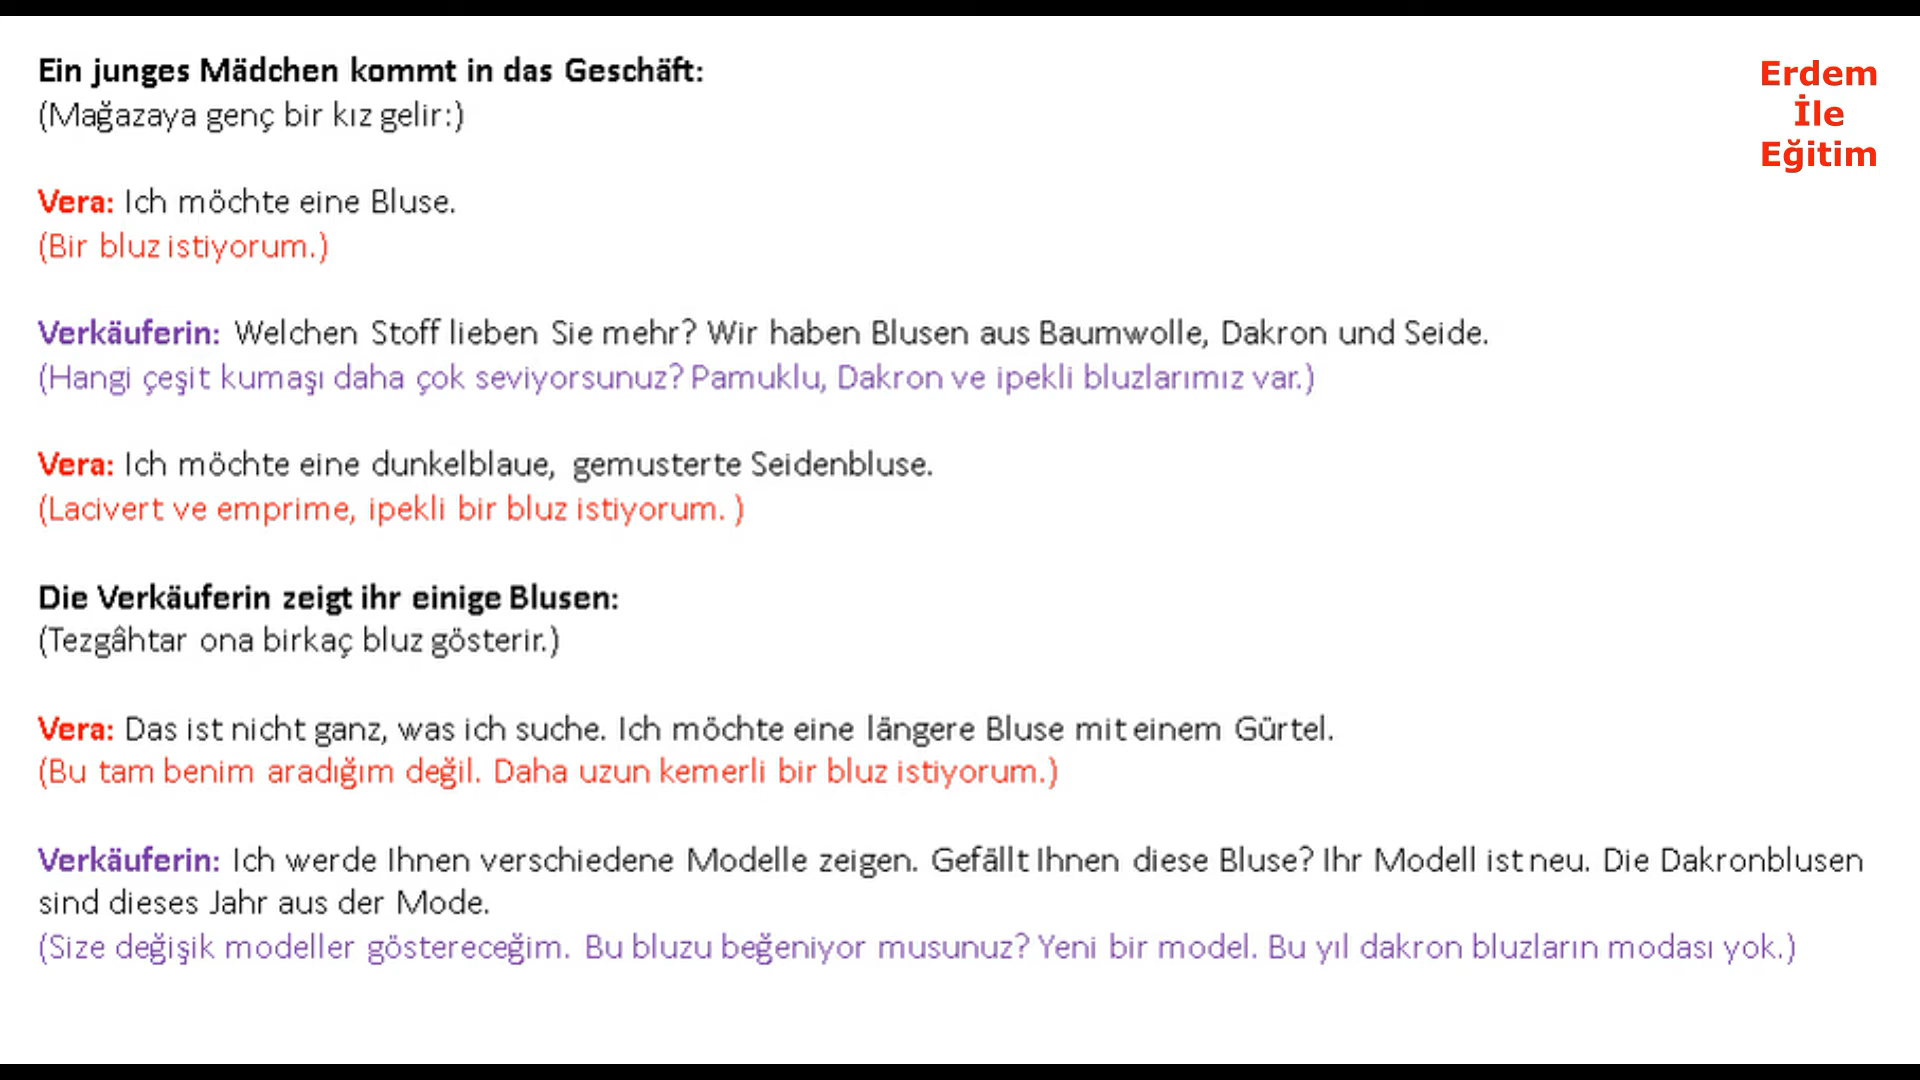 Ein junges Mädchen kommt in das Geschäft:
(Mağazaya genç bir kız gelir:)
Erdem
İle
Eğitim
Vera: Ich möchte eine Bluse.
(Bir bluz istiyorum.)
Verkäuferin: Welchen Stoff lieben Sie mehr? Wir haben Blusen aus Baumwolle, Dakron und Seide.
(Hangi çeşit kumaşı daha çok seviyorsunuz? Pamuklu, Dakron ve ipekli bluzlarımız var.)
Vera: Ich möchte eine dunkelblaue, gemusterte Seidenbluse.
(Lacivert ve emprime, ipekli bir bluz istiyorum. )
Die Verkäuferin zeigt ihr einige Blusen:
(Tezgâhtar ona birkaç bluz gösterir.)
Vera: Das ist nicht ganz, was ich suche. Ich möchte eine längere Bluse mit einem Gürtel.
(Bu tam benim aradığım değil. Daha uzun kemerli bir bluz istiyorum.)
Verkäuferin: Ich werde Ihnen verschiedene Modelle zeigen. Gefällt Ihnen diese Bluse? Ihr Modell ist neu. Die Dakronblusen
sind dieses Jahr aus der Mode.
(Size değişik modeller göstereceğim. Bu bluzu beğeniyor musunuz? Yeni bir model. Bu yıl dakron bluzların modası yok.)